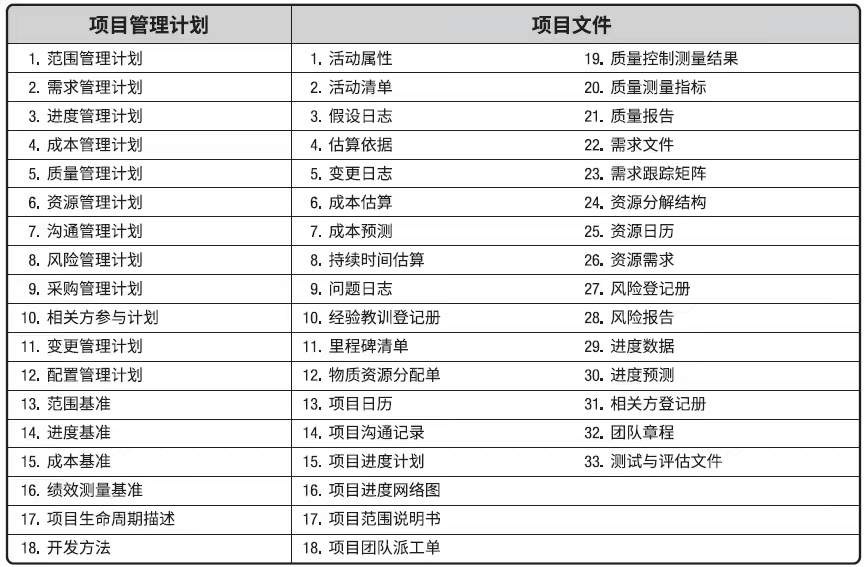 项目管理计划 项目文件
1. 范围管理计划 1. 活动属性 19. 质量控制测量结果
2. 需求管理计划 2. 活动清单 20. 质量测量指标
3. 进度管理计划 3. 假设日志 21. 质量报告
4. 成本管理计划 4. 估算依据 22. 需求文件
5. 质量管理计划 5. 变更日志 23. 需求跟踪矩阵
6. 资源管理计划 6. 成本估算 24. 资源分解结构
7. 沟通管理计划 7. 成本预测 25. 资源日历
8. 风险管理计划 8. 持续时间估算 26. 资源需求
9. 采购管理计划 9. 问题日志 27. 风险登记册
10. 相关方参与计划 10. 经验教训登记册 28. 风险报告
11. 变更管理计划 11. 里程碑清单 29. 进度数据
12. 配置管理计划 12. 物质资源分配单 30. 进度预测
13. 范围基准 13. 项目日历 31. 相关方登记册
14. 进度基准 14. 项目沟通记录 32. 团队章程
15. 成本基准 15. 项目进度计划 33. 测试与评估文件
16. 绩效测量基准 16. 项目进度网络图
17. 项目生命周期描述 17. 项目范围说明书
18. 开发方法 18. 项目团队派工单